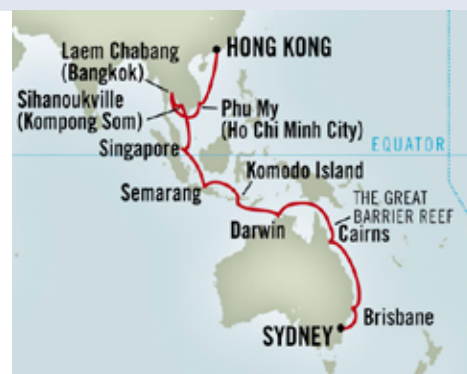 Laem Chabang
(Bangkok)
HONG KONG
Sihanoukville
(Kompong Som)
Phu My
(Ho Chi Minh City)
EQUATOR
Singapore
Komodo Island
Semarang
THE GREAT
BARRIER REEF
Darwin
Cairns
Brisbane
SYDNEY